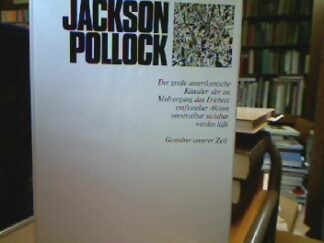 JACKSON
POLLOCK
Der große amerikanische
Künstler, der im
Malvorgang das Erlebnis
entfesselter Aktion
unmittelbar sichtbar
werden läßt
Gestalter unserer Zeit